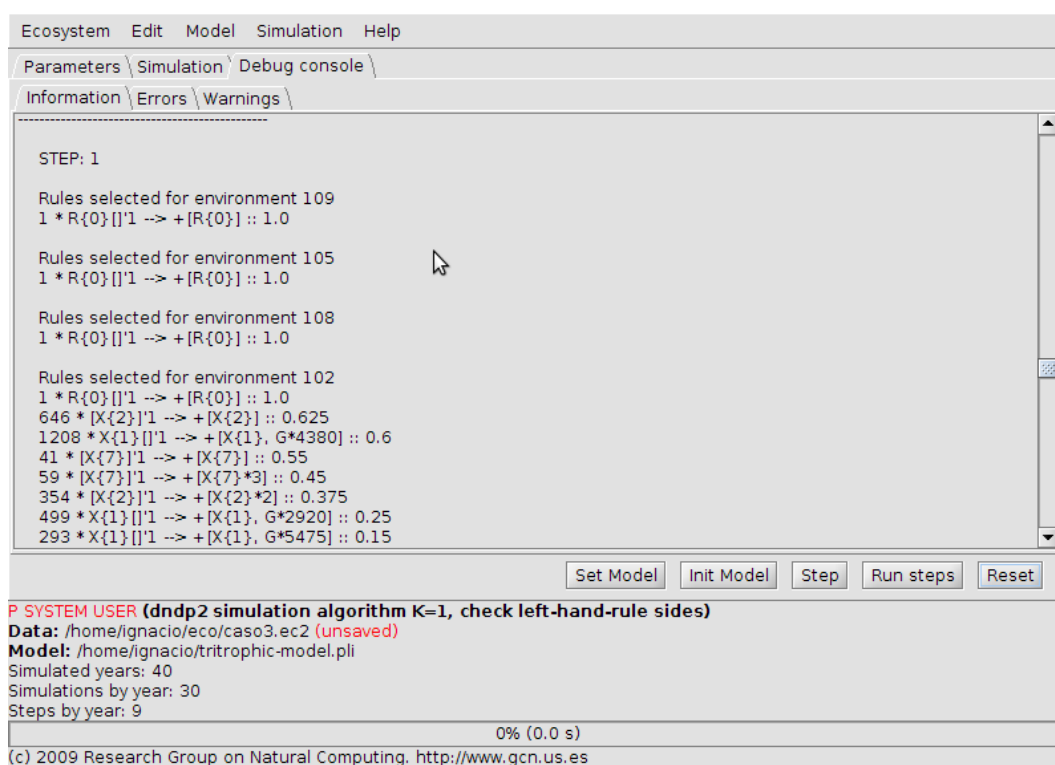 Ecosystem Edit Model Simulation Help
Parameters Simulation Debug console
Information Errors Warnings
------------------------------------------------
STEP: 1
Rules selected for environment 109
1 * R{0}[]'1 --> +[R{0}] :: 1.0
Rules selected for environment 105
1 * R{0}[]'1 --> +[R{0}] :: 1.0
Rules selected for environment 108
1 * R{0}[]'1 --> +[R{0}] :: 1.0
Rules selected for environment 102
1 * R{0}[]'1 --> +[R{0}] :: 1.0
646 * [X{2}]'1 --> +[X{2}] :: 0.625
1208 * X{1}[]'1 --> +[X{1}, G*4380] :: 0.6
41 * [X{7}]'1 --> +[X{7}] :: 0.55
59 * [X{7}]'1 --> +[X{7}*3] :: 0.45
354 * [X{2}]'1 --> +[X{2}*2] :: 0.375
499 * X{1}[]'1 --> +[X{1}, G*2920] :: 0.25
293 * X{1}[]'1 --> +[X{1}, G*5475] :: 0.15
Set Model Init Model Step Run steps Reset
P SYSTEM USER (dndp2 simulation algorithm K=1, check left-hand-rule sides)
Data: /home/ignacio/eco/caso3.ec2 (unsaved)
Model: /home/ignacio/tritrophic-model.pli
Simulated years: 40
Simulations by year: 30
Steps by year: 9
0% (0.0 s)
(c) 2009 Research Group on Natural Computing. http://www.gcn.us.es